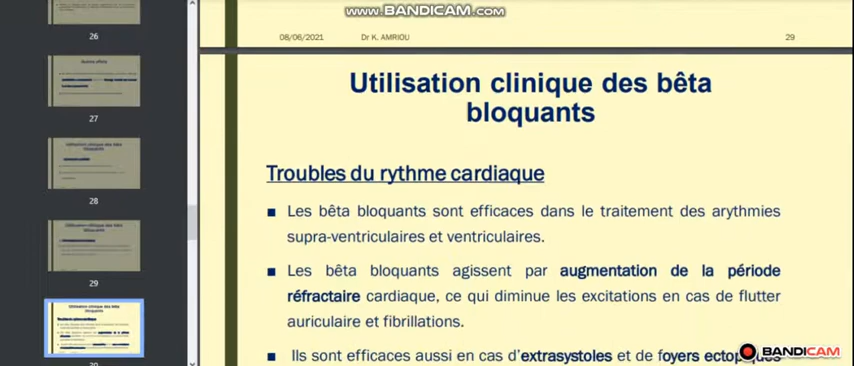 www.BANDICAM.com
26
27
28
29
08/06/2021 Dr K. AMRIOU 29
Utilisation clinique des bêta
bloquants
Troubles du rythme cardiaque
■ Les bêta bloquants sont efficaces dans le traitement des arythmies
supra-ventriculaires et ventriculaires.
■ Les bêta bloquants agissent par augmentation de la période
réfractaire cardiaque, ce qui diminue les excitations en cas de flutter
auriculaire et fibrillations.
■ Ils sont efficaces aussi en cas d'extrasystoles et de foyers ectopiques
BANDICAM